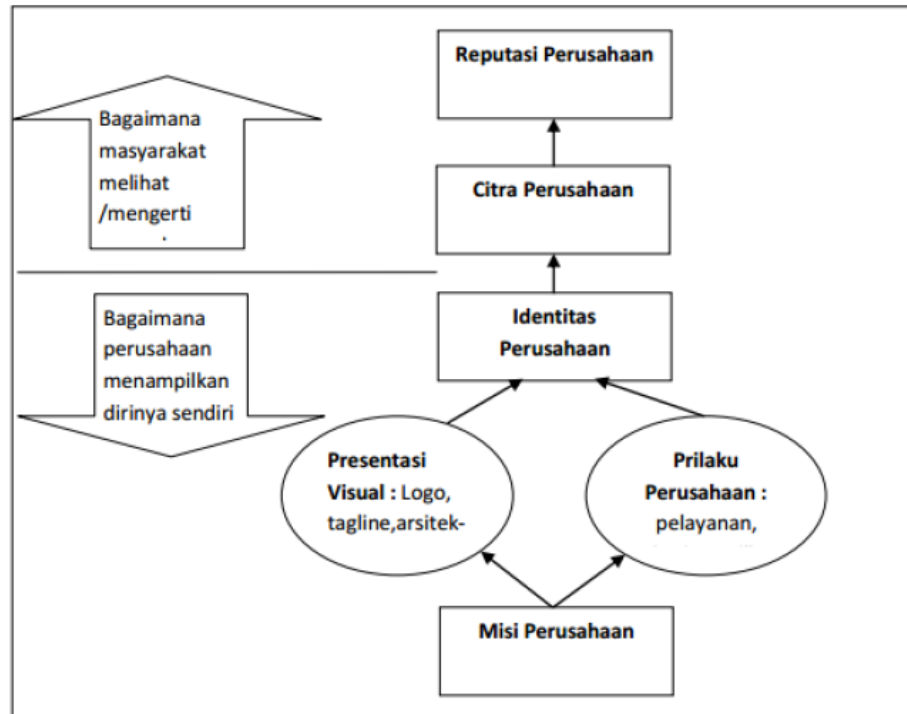 Reputasi Perusahaan
Bagaimana
masyarakat
melihat
/mengerti
Citra Perusahaan
Identitas
Perusahaan
Bagaimana
perusahaan
menampilkan
dirinya sendiri
Presentasi
Visual : Logo,
tagline,arsitek-
Prilaku
Perusahaan :
pelayanan,
Misi Perusahaan